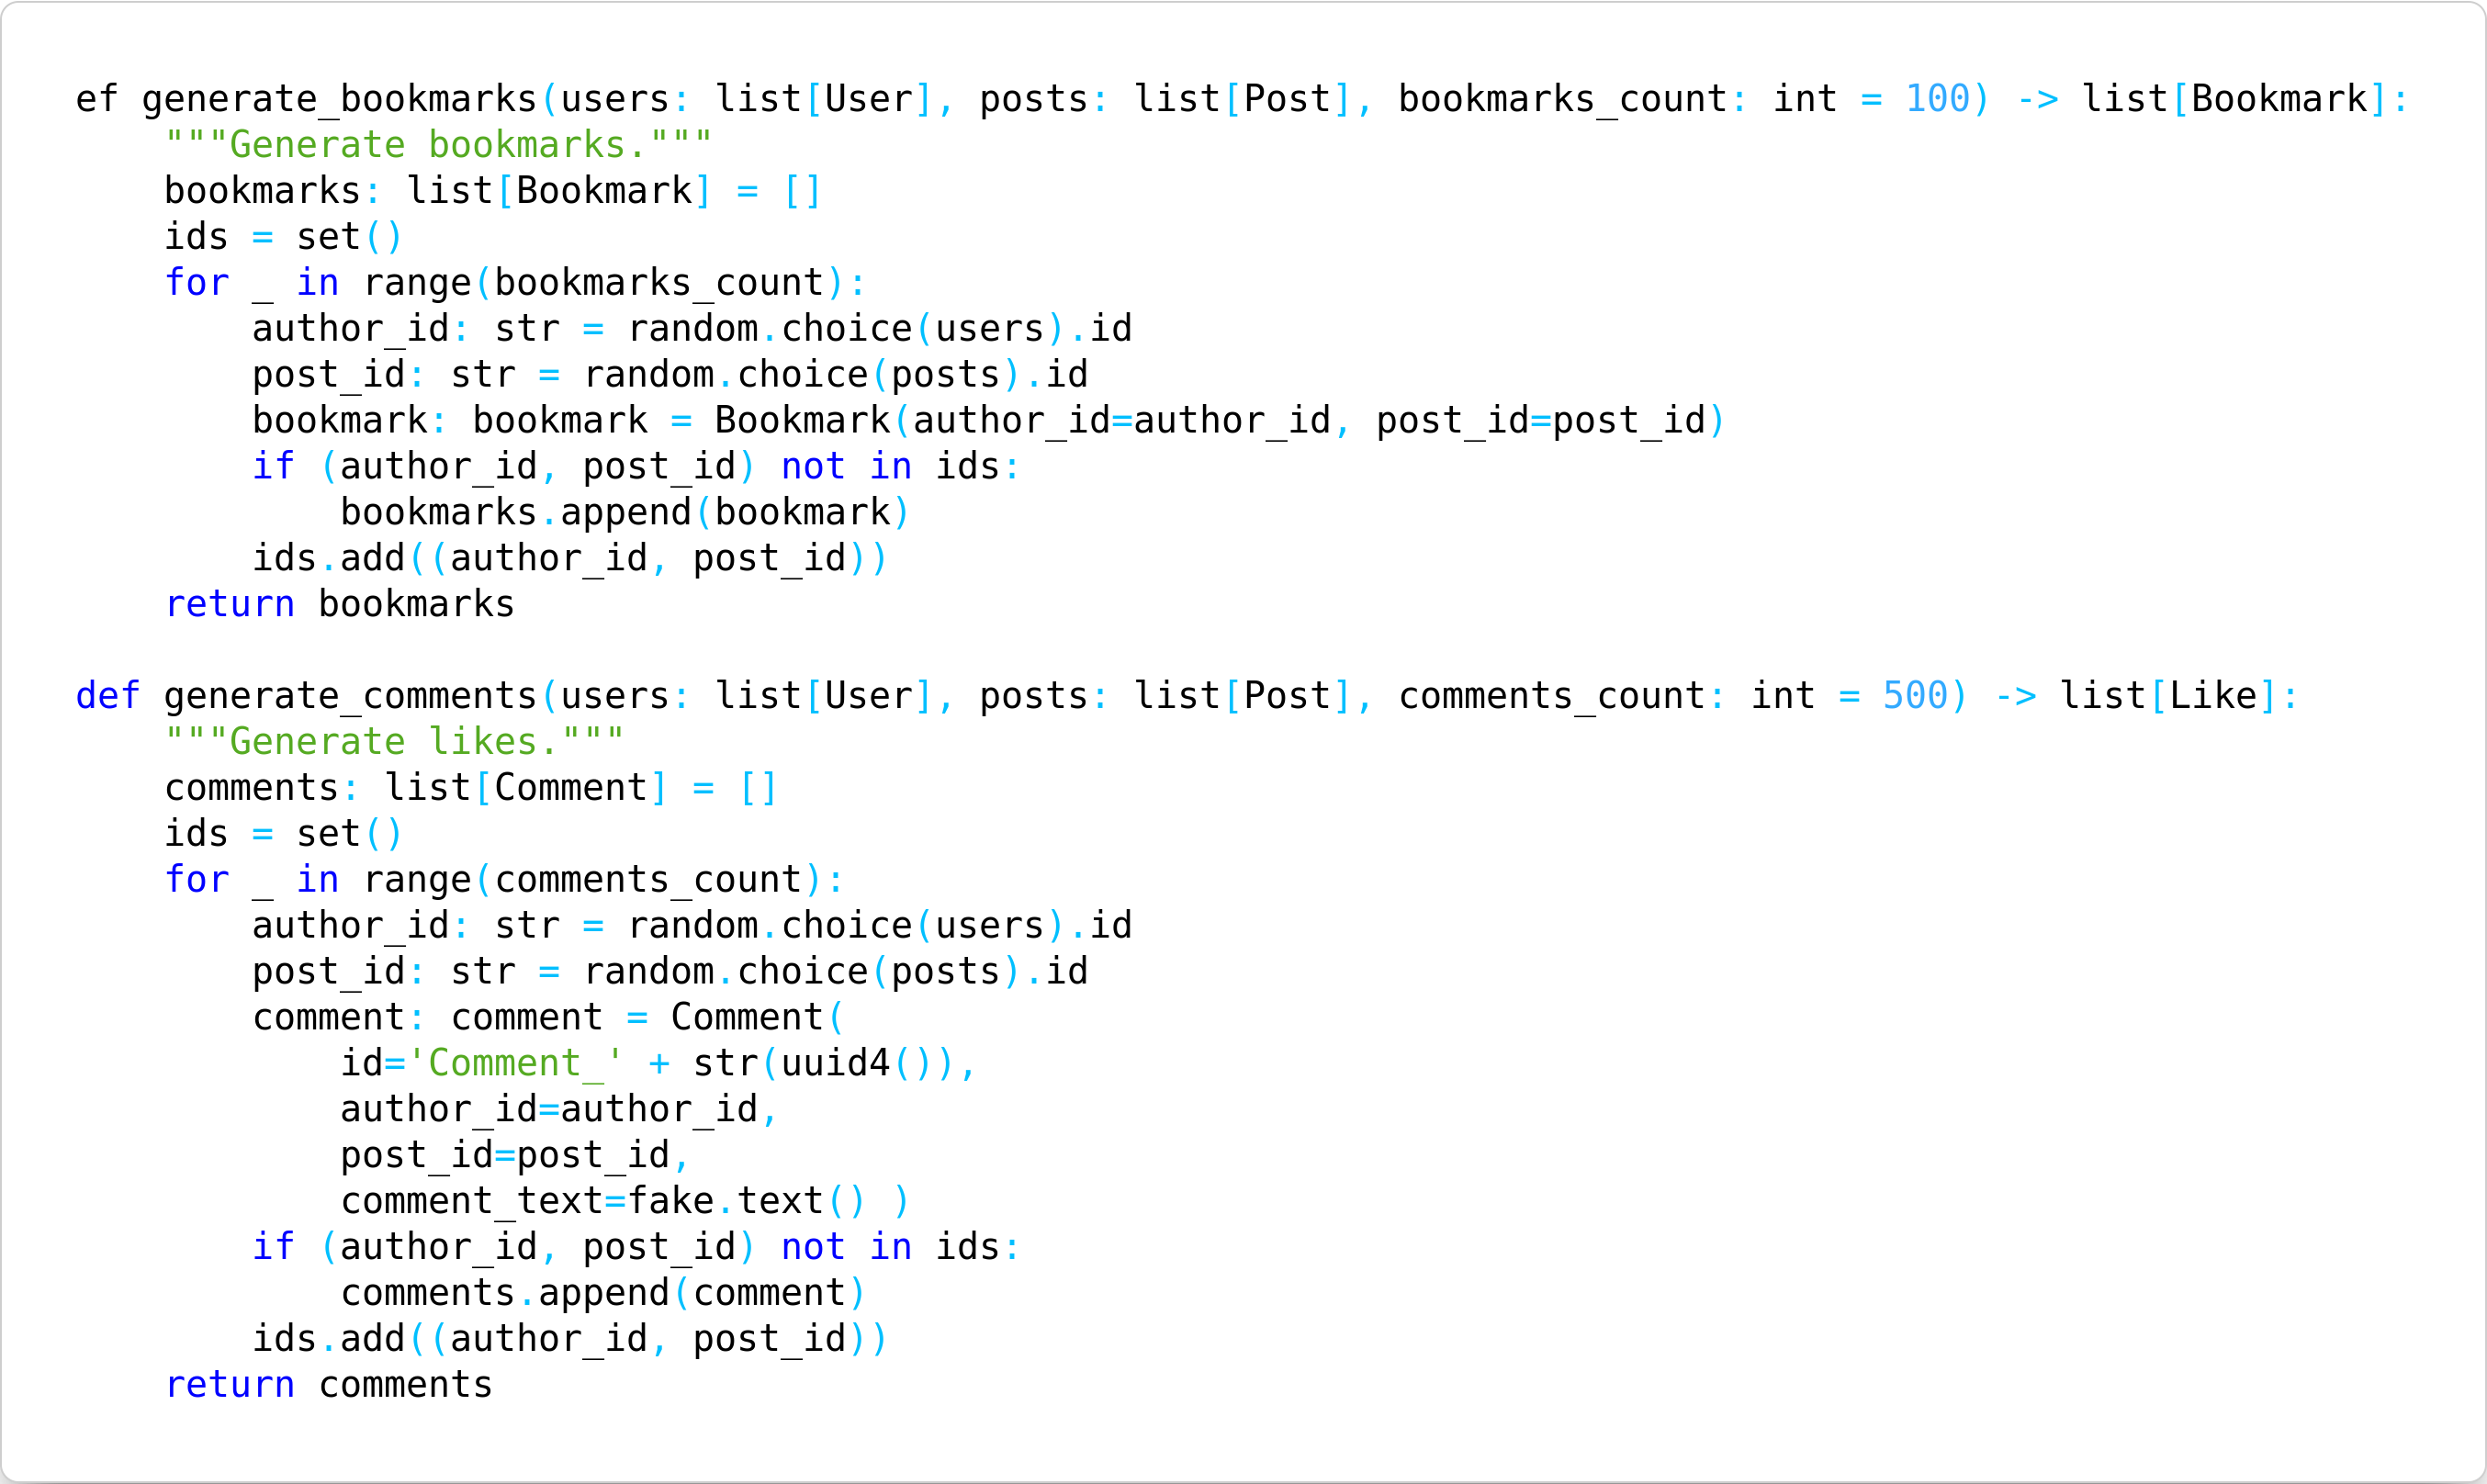 ef generate_bookmarks(users: list[User], posts: list[Post], bookmarks_count: int = 100) -> list[Bookmark]:
    """Generate bookmarks."""
    bookmarks: list[Bookmark] = []
    ids = set()
    for _ in range(bookmarks_count):
        author_id: str = random.choice(users).id
        post_id: str = random.choice(posts).id
        bookmark: bookmark = Bookmark(author_id=author_id, post_id=post_id)
        if (author_id, post_id) not in ids:
            bookmarks.append(bookmark)
        ids.add((author_id, post_id))
    return bookmarks

def generate_comments(users: list[User], posts: list[Post], comments_count: int = 500) -> list[Like]:
    """Generate likes."""
    comments: list[Comment] = []
    ids = set()
    for _ in range(comments_count):
        author_id: str = random.choice(users).id
        post_id: str = random.choice(posts).id
        comment: comment = Comment(
            id='Comment_' + str(uuid4()),
            author_id=author_id,
            post_id=post_id,
            comment_text=fake.text() )
        if (author_id, post_id) not in ids:
            comments.append(comment)
        ids.add((author_id, post_id))
    return comments